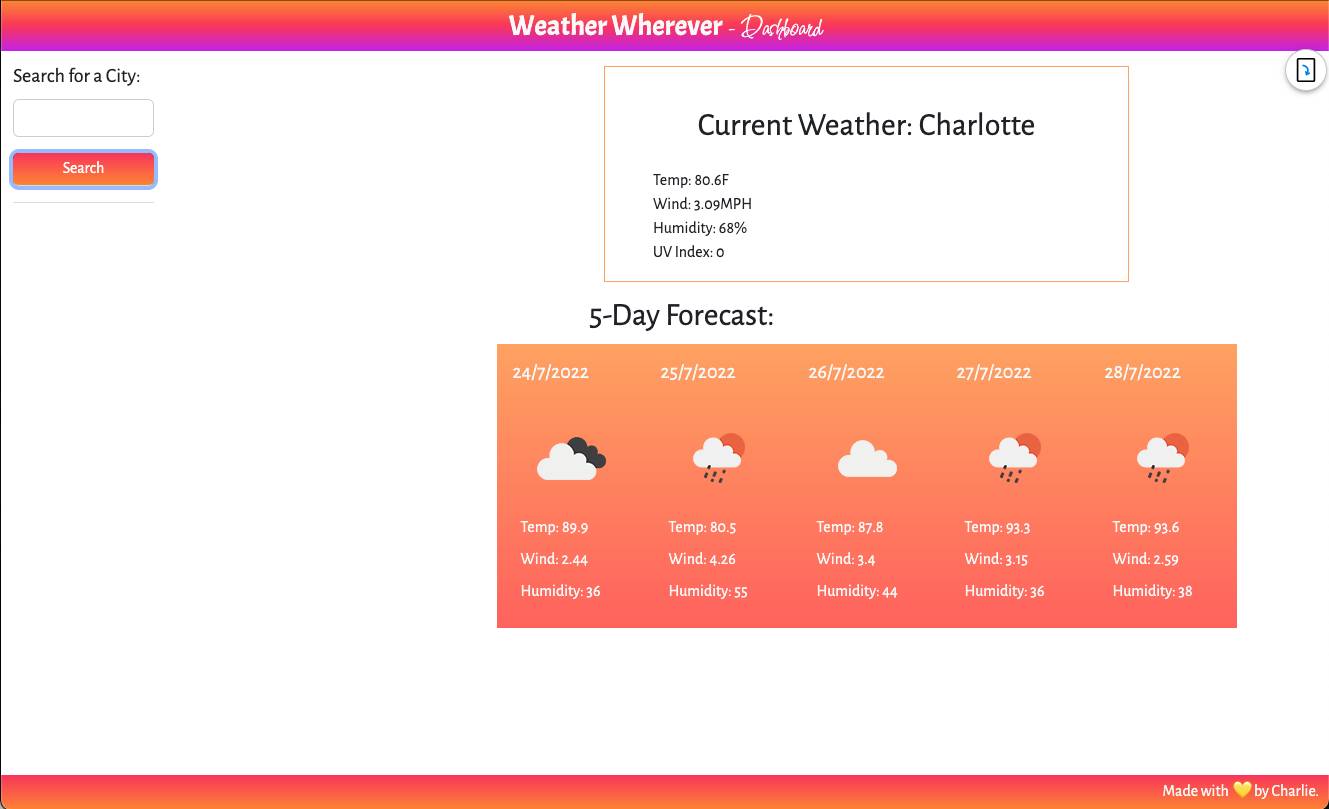 Weather Wherever - Dashboard
Search for a City:
Search
Current Weather: Charlotte
Temp: 80.6F
Wind: 3.09MPH
Humidity: 68%
UV Index: 0
5-Day Forecast:
24/7/2022 25/7/2022 26/7/2022 27/7/2022 28/7/2022
Temp: 89.9 Temp: 80.5 Temp: 87.8 Temp: 93.3 Temp: 93.6
Wind: 2.44 Wind: 4.26 Wind: 3.4 Wind: 3.15 Wind: 2.59
Humidity: 36 Humidity: 55 Humidity: 44 Humidity: 36 Humidity: 38
Made with 💛 by Charlie.